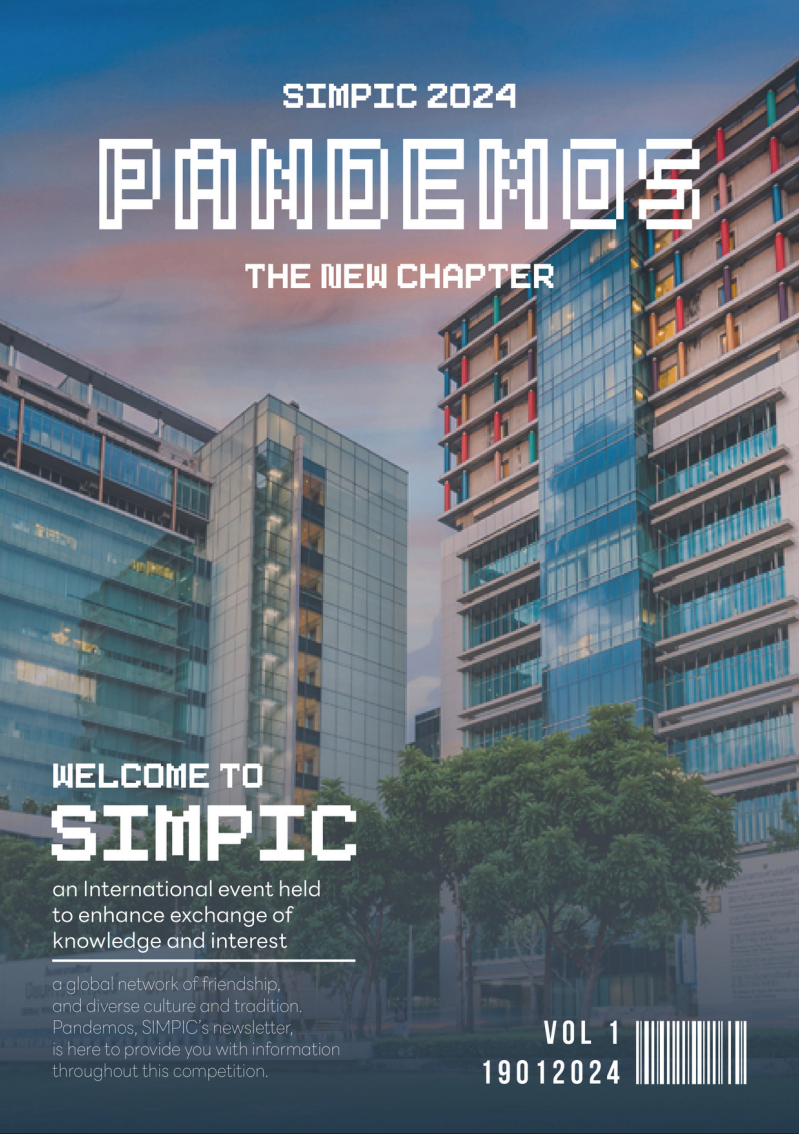 SIMPIC 2024
PANDEMOS
THE NEW CHAPTER
WELCOME TO
SIMPIC
an International event held
to enhance exchange of
knowledge and interest
a global network of friendship,
and diverse culture and tradition.
Pandemos, SIMPIC's newsletter,
is here to provide you with information
throughout this competition.
VOL 1
19012024